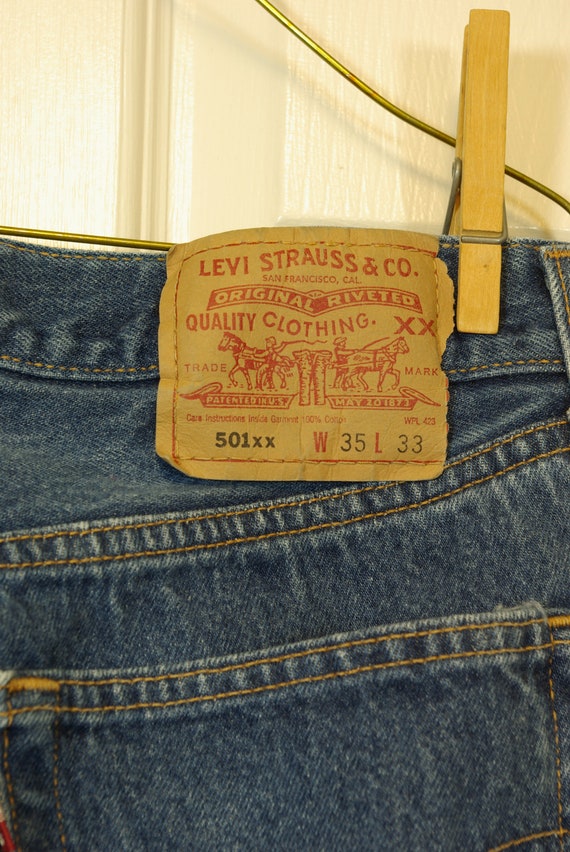 LEVI STRAUSS & CO.
SAN FRANCISCO, CAL.
ORIGINAL RIVETED
QUALITY CLOTHING. XX
TRADE MARK
PATENTED IN U.S. MAY 20 1873
Care Instructions Inside Garment 100% Cotton WPL 423
501xx W 35 L 33